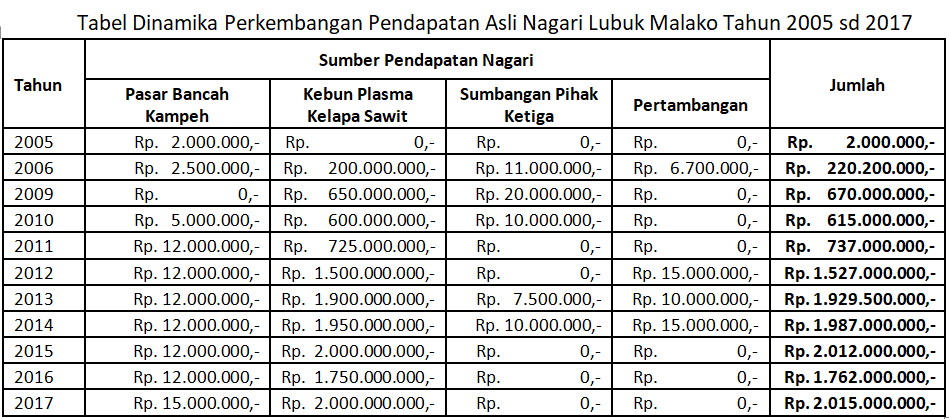 Tabel Dinamika Perkembangan Pendapatan Asli Nagari Lubuk Malako Tahun 2005 sd 2017
Tahun Sumber Pendapatan Nagari Jumlah
Pasar Bancah Kampeh Kebun Plasma Kelapa Sawit Sumbangan Pihak Ketiga Pertambangan
2005 Rp. 2.000.000,- Rp. 0,- Rp. 0,- Rp. 0,- Rp. 2.000.000,-
2006 Rp. 2.500.000,- Rp. 200.000.000,- Rp. 11.000.000,- Rp. 6.700.000,- Rp. 220.200.000,-
2009 Rp. 0,- Rp. 650.000.000,- Rp. 20.000.000,- Rp. 0,- Rp. 670.000.000,-
2010 Rp. 5.000.000,- Rp. 600.000.000,- Rp. 10.000.000,- Rp. 0,- Rp. 615.000.000,-
2011 Rp. 12.000.000,- Rp. 725.000.000,- Rp. 0,- Rp. 0,- Rp. 737.000.000,-
2012 Rp. 12.000.000,- Rp. 1.500.000.000,- Rp. 0,- Rp. 15.000.000,- Rp. 1.527.000.000,-
2013 Rp. 12.000.000,- Rp. 1.900.000.000,- Rp. 7.500.000,- Rp. 10.000.000,- Rp. 1.929.500.000,-
2014 Rp. 12.000.000,- Rp. 1.950.000.000,- Rp. 10.000.000,- Rp. 15.000.000,- Rp. 1.987.000.000,-
2015 Rp. 12.000.000,- Rp. 2.000.000.000,- Rp. 0,- Rp. 0,- Rp. 2.012.000.000,-
2016 Rp. 12.000.000,- Rp. 1.750.000.000,- Rp. 0,- Rp. 0,- Rp. 1.762.000.000,-
2017 Rp. 15.000.000,- Rp. 2.000.000.000,- Rp. 0,- Rp. 0,- Rp. 2.015.000.000,-